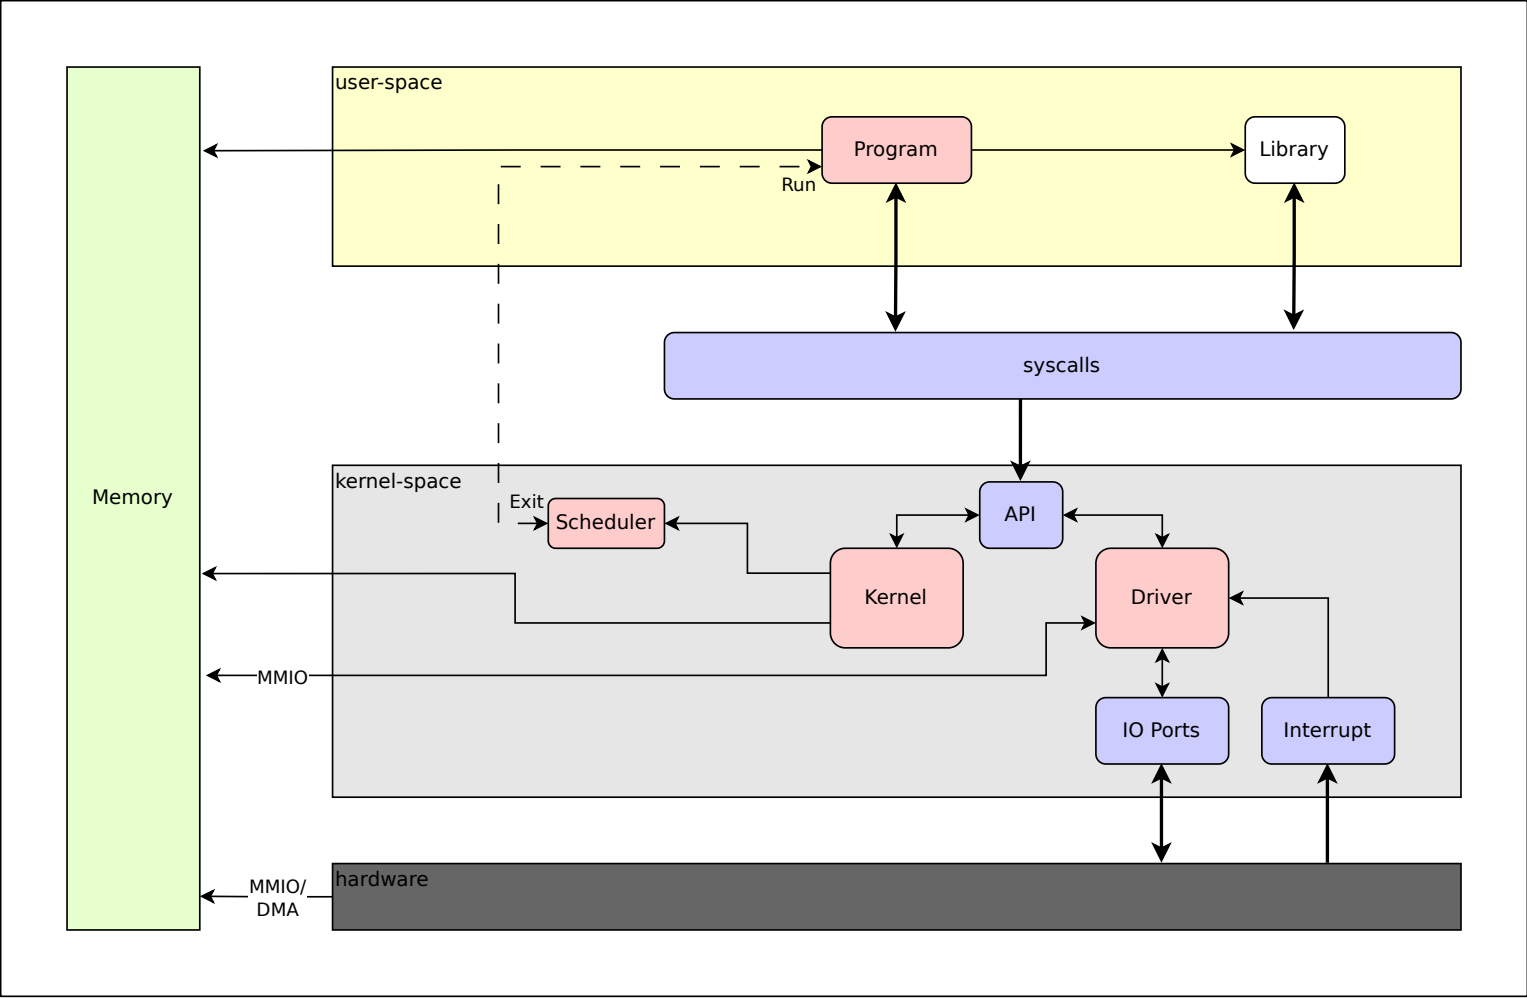 user-space
Program
Library
Run
syscalls
Memory
kernel-space
Exit
Scheduler
API
Kernel
Driver
MMIO
IO Ports
Interrupt
hardware
MMIO/
DMA